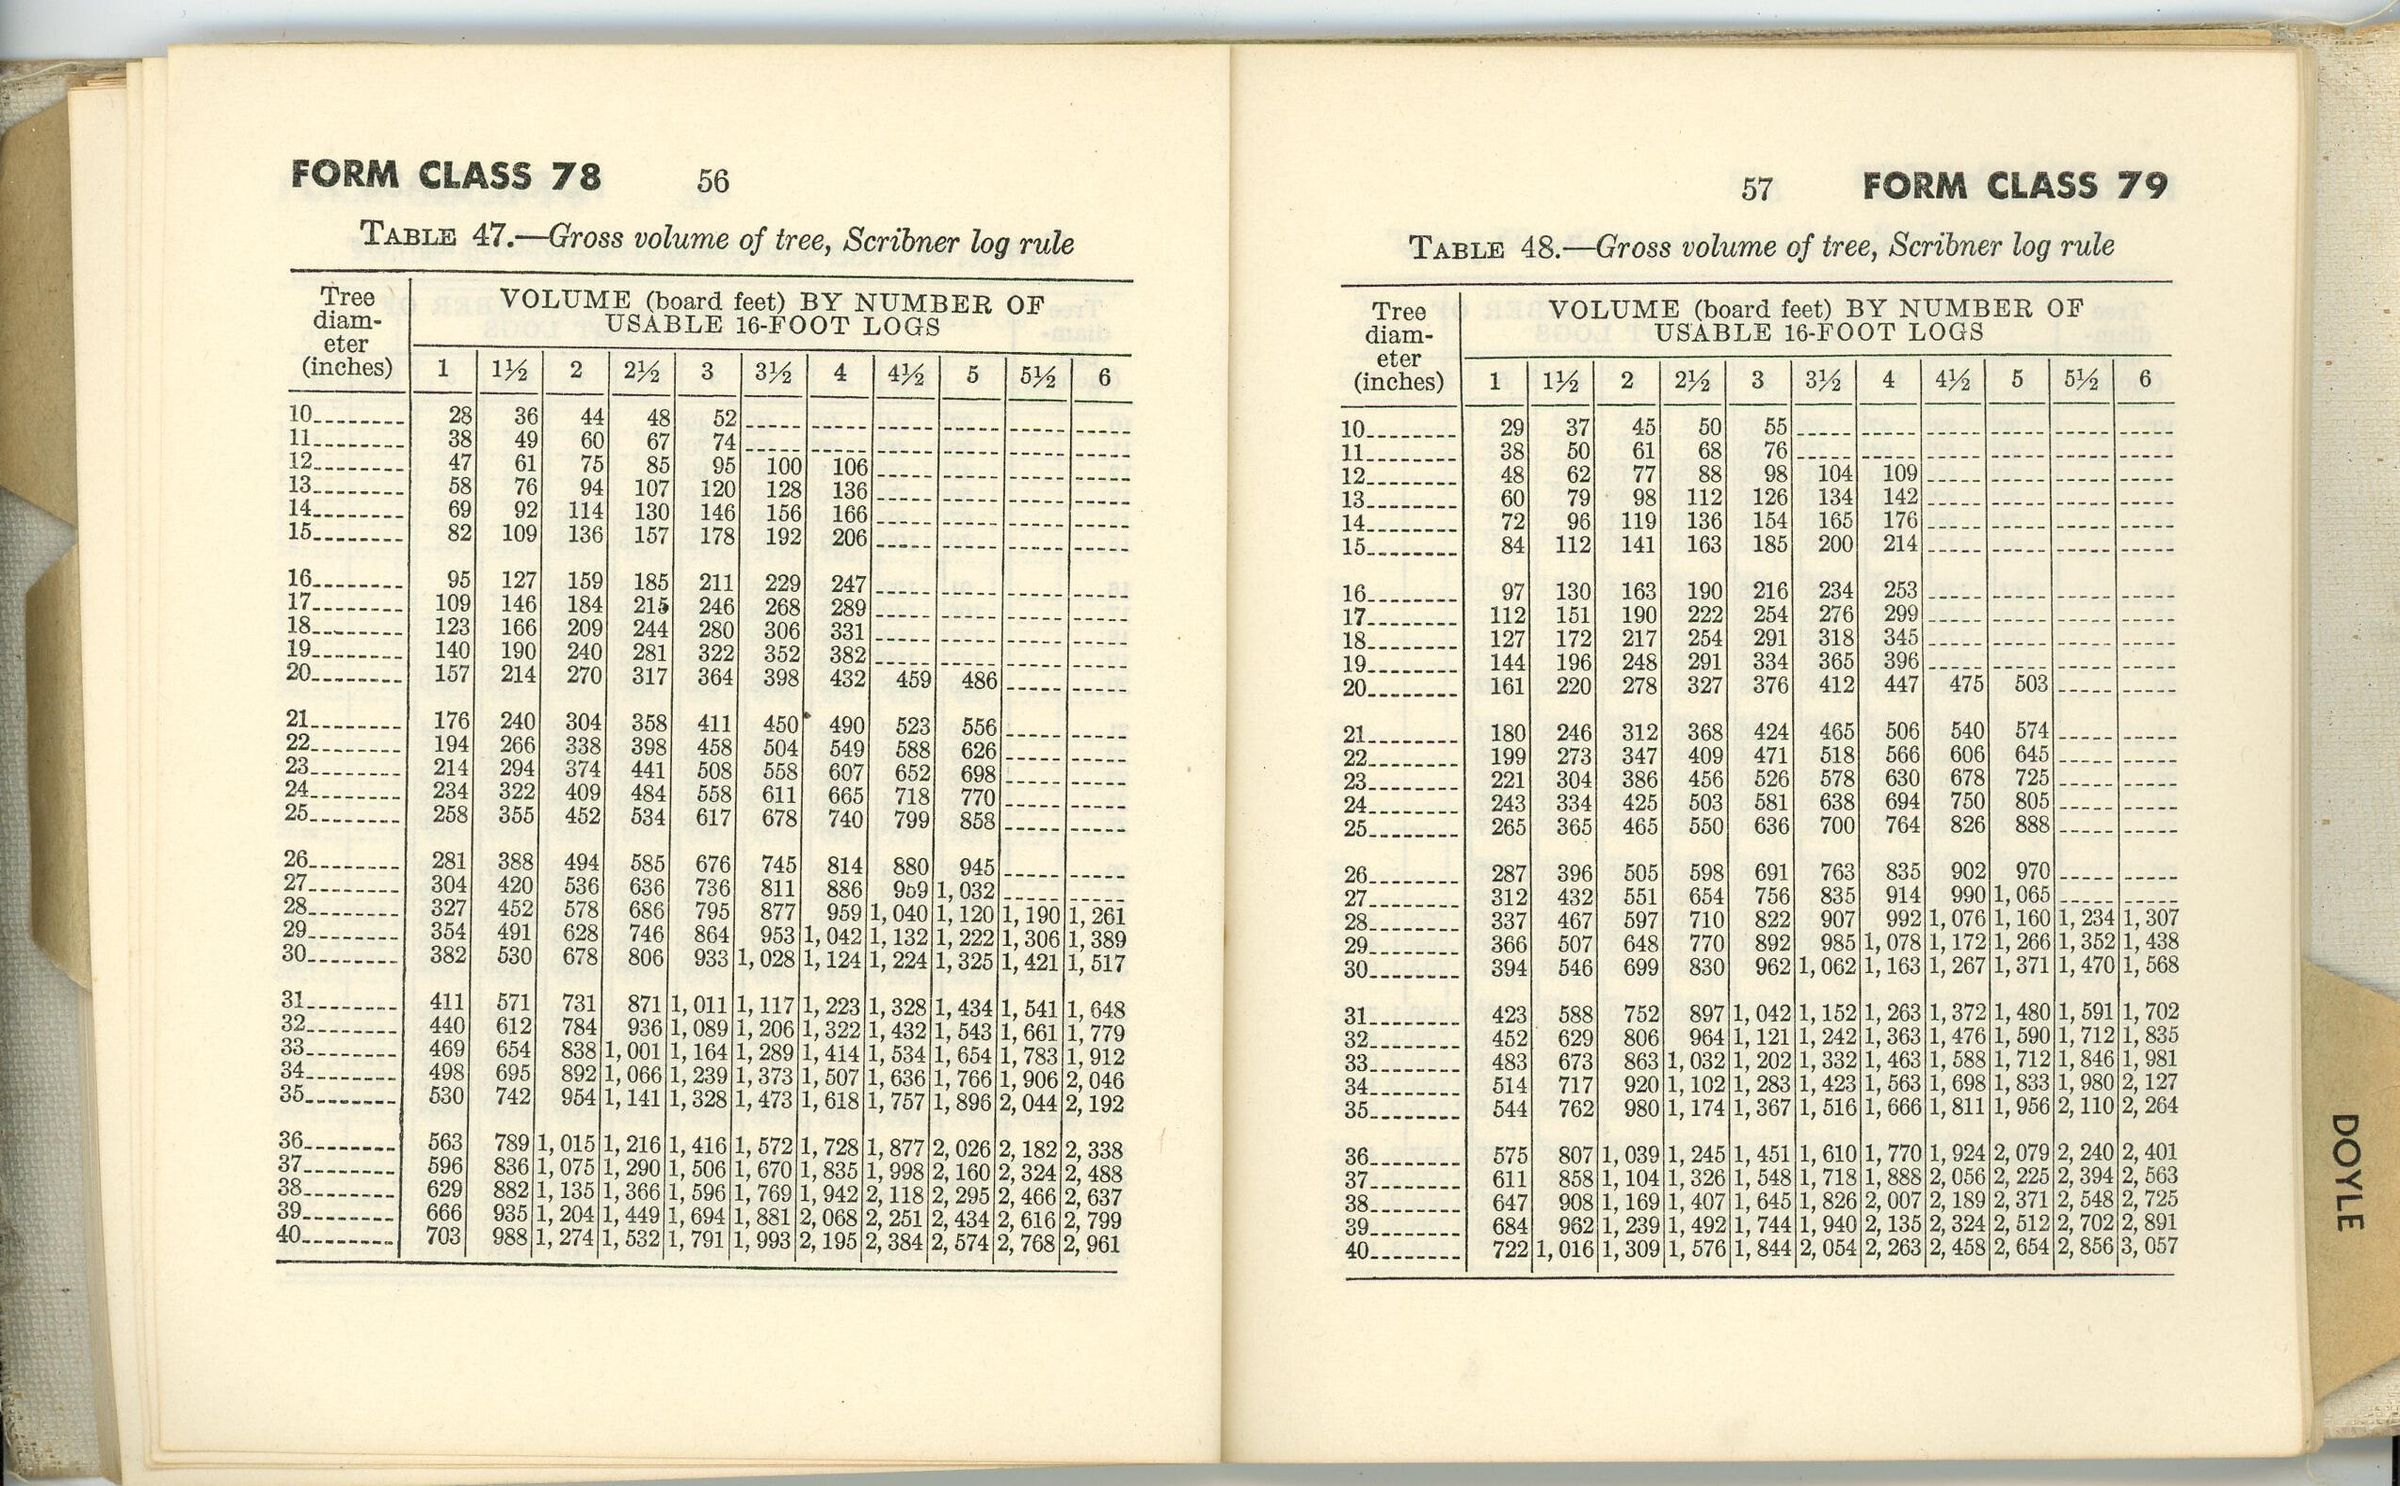 FORM CLASS 78 56
TABLE 47.—Gross volume of tree, Scribner log rule
Tree diameter (inches) VOLUME (board feet) BY NUMBER OF
USABLE 16-FOOT LOGS
1 1½ 2 2½ 3 3½ 4 4½ 5 5½ 6
10 28 36 44 48 52
11 38 49 60 67 74
12 47 61 75 85 95 100 106
13 58 76 94 107 120 128 136
14 69 92 114 130 146 156 166
15 82 109 136 157 178 192 206
16 95 127 159 185 211 229 247
17 109 146 184 215 246 268 289
18 123 166 209 244 280 306 331
19 140 190 240 281 322 352 382
20 157 214 270 317 364 398 432 459 486
21 176 240 304 358 411 450 490 523 556
22 194 266 338 398 458 504 549 588 626
23 214 294 374 441 508 558 607 652 698
24 234 322 409 484 558 611 665 718 770
25 258 355 452 534 617 678 740 799 858
26 281 388 494 585 676 745 814 880 945
27 304 420 536 636 736 811 886 959 1,032
28 327 452 578 686 795 877 959 1,040 1,120 1,190 1,261
29 354 491 628 746 864 953 1,042 1,132 1,222 1,306 1,389
30 382 530 678 806 933 1,028 1,124 1,224 1,325 1,421 1,517
31 411 571 731 871 1,011 1,117 1,223 1,328 1,434 1,541 1,648
32 440 612 784 936 1,089 1,206 1,322 1,432 1,543 1,661 1,779
33 469 654 838 1,001 1,164 1,289 1,414 1,534 1,654 1,783 1,912
34 498 695 892 1,066 1,239 1,373 1,507 1,636 1,766 1,906 2,046
35 530 742 954 1,141 1,328 1,473 1,618 1,757 1,896 2,044 2,192
36 563 789 1,015 1,216 1,416 1,572 1,728 1,877 2,026 2,182 2,338
37 596 836 1,075 1,290 1,506 1,670 1,835 1,998 2,160 2,324 2,488
38 629 882 1,135 1,366 1,596 1,769 1,942 2,118 2,295 2,466 2,637
39 666 935 1,204 1,449 1,694 1,881 2,068 2,251 2,434 2,616 2,799
40 703 988 1,274 1,532 1,791 1,993 2,195 2,384 2,574 2,768 2,961
57 FORM CLASS 79
TABLE 48.—Gross volume of tree, Scribner log rule
Tree diameter (inches) VOLUME (board feet) BY NUMBER OF
USABLE 16-FOOT LOGS
1 1½ 2 2½ 3 3½ 4 4½ 5 5½ 6
10 29 37 45 50 55
11 38 50 61 68 76
12 48 62 77 88 98 104 109
13 60 79 98 112 126 134 142
14 72 96 119 136 154 165 176
15 84 112 141 163 185 200 214
16 97 130 163 190 216 234 253
17 112 151 190 222 254 276 299
18 127 172 217 254 291 318 345
19 144 196 248 291 334 365 396
20 161 220 278 327 376 412 447 475 503
21 180 246 312 368 424 465 506 540 574
22 199 273 347 409 471 518 566 606 645
23 221 304 386 456 526 578 630 678 725
24 243 334 425 503 581 638 694 750 805
25 265 365 465 550 636 700 764 826 888
26 287 396 505 598 691 763 835 902 970
27 312 432 551 654 756 835 914 990 1,065
28 337 467 597 710 822 907 992 1,076 1,160 1,234 1,307
29 366 507 648 770 892 985 1,078 1,172 1,266 1,352 1,438
30 394 546 699 830 962 1,062 1,163 1,267 1,371 1,470 1,568
31 423 588 752 897 1,042 1,152 1,263 1,372 1,480 1,591 1,702
32 452 629 806 964 1,121 1,242 1,363 1,476 1,590 1,712 1,835
33 483 673 863 1,032 1,202 1,332 1,463 1,588 1,712 1,846 1,981
34 514 717 920 1,102 1,283 1,423 1,563 1,698 1,833 1,980 2,127
35 544 762 980 1,174 1,367 1,516 1,666 1,811 1,956 2,110 2,264
36 575 807 1,039 1,245 1,451 1,610 1,770 1,924 2,079 2,240 2,401
37 611 858 1,104 1,326 1,548 1,718 1,888 2,056 2,225 2,394 2,563
38 647 908 1,169 1,407 1,645 1,826 2,007 2,189 2,371 2,548 2,725
39 684 962 1,239 1,492 1,744 1,940 2,135 2,324 2,512 2,702 2,891
40 722 1,016 1,309 1,576 1,844 2,054 2,263 2,458 2,654 2,856 3,057
DOYLE